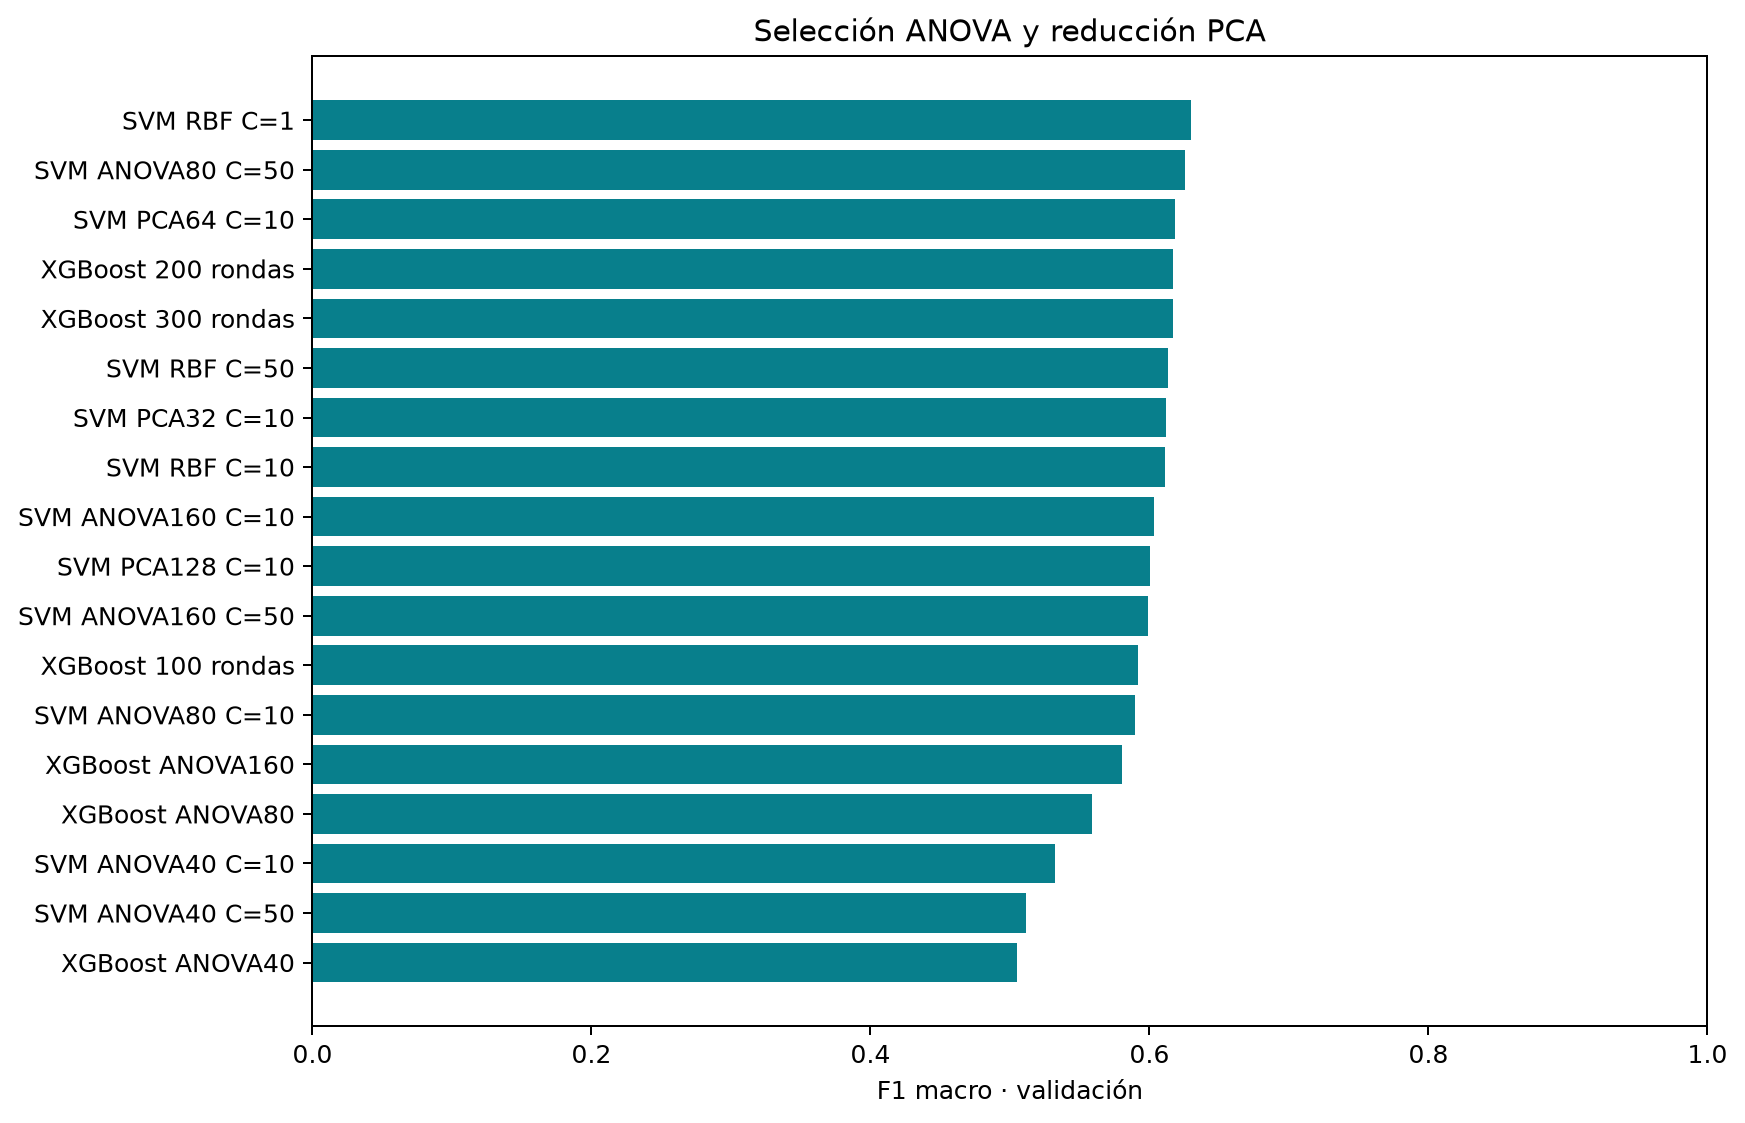 Selección ANOVA y reducción PCA
SVM RBF C=1
SVM ANOVA80 C=50
SVM PCA64 C=10
XGBoost 200 rondas
XGBoost 300 rondas
SVM RBF C=50
SVM PCA32 C=10
SVM RBF C=10
SVM ANOVA160 C=10
SVM PCA128 C=10
SVM ANOVA160 C=50
XGBoost 100 rondas
SVM ANOVA80 C=10
XGBoost ANOVA160
XGBoost ANOVA80
SVM ANOVA40 C=10
SVM ANOVA40 C=50
XGBoost ANOVA40
0.0 0.2 0.4 0.6 0.8 1.0
F1 macro · validación